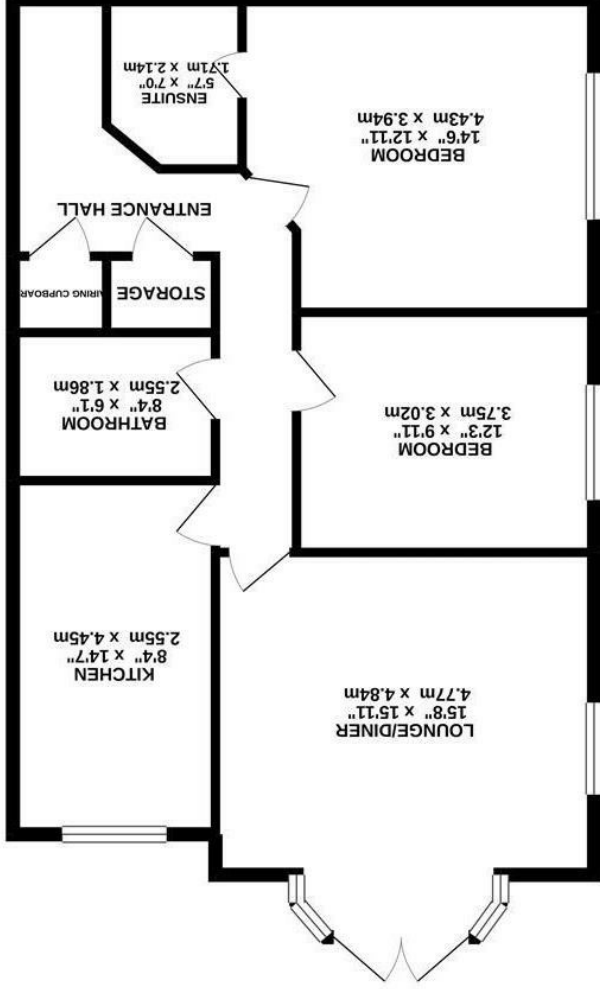 LOUNGE/DINER
15'8" x 15'11"
4.77m x 4.84m
KITCHEN
8'4" x 14'7"
2.55m x 4.45m
BEDROOM
12'3" x 9'11"
3.75m x 3.02m
BATHROOM
8'4" x 6'1"
2.55m x 1.86m
STORAGE
AIRING CUPBOARD
ENTRANCE HALL
BEDROOM
14'6" x 12'11"
4.43m x 3.94m
ENSUITE
5'7" x 7'0"
1.71m x 2.14m